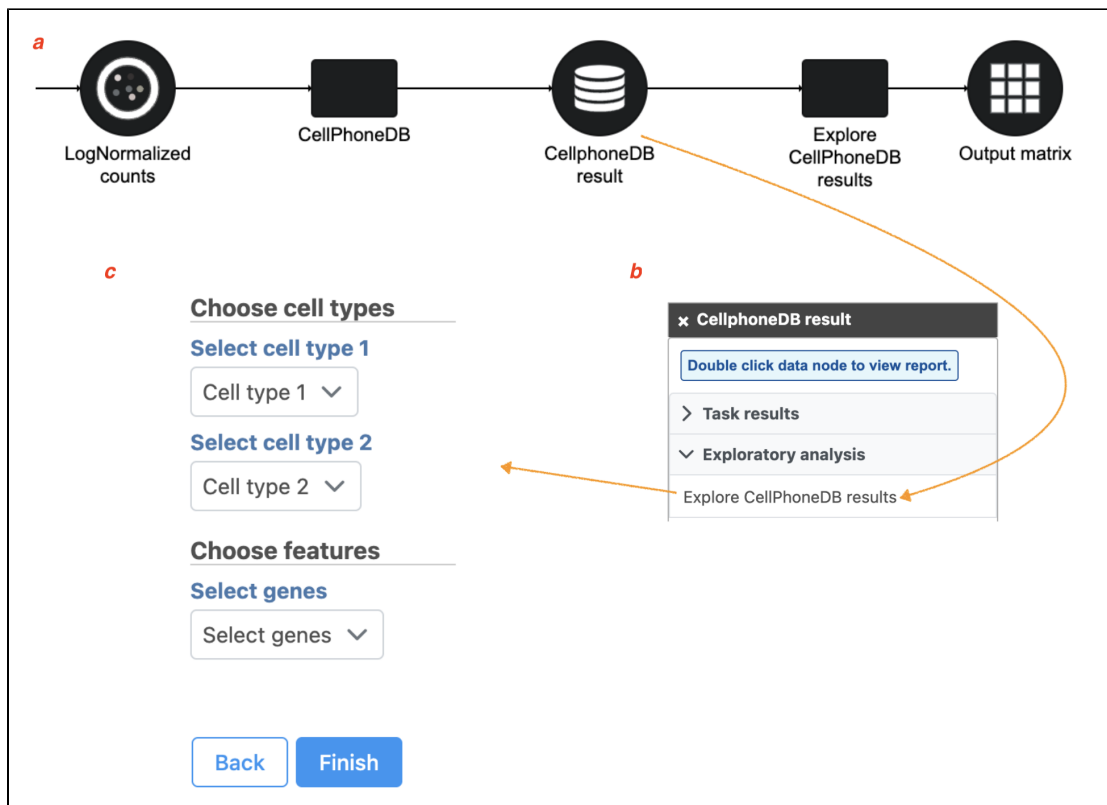 a
LogNormalized
counts
CellPhoneDB
CellphoneDB
result
Explore
CellPhoneDB
results
Output matrix
c
Choose cell types
Select cell type 1
Cell type 1
Select cell type 2
Cell type 2
Choose features
Select genes
Select genes
Back
Finish
b
× CellphoneDB result
Double click data node to view report.
Task results
Exploratory analysis
Explore CellPhoneDB results